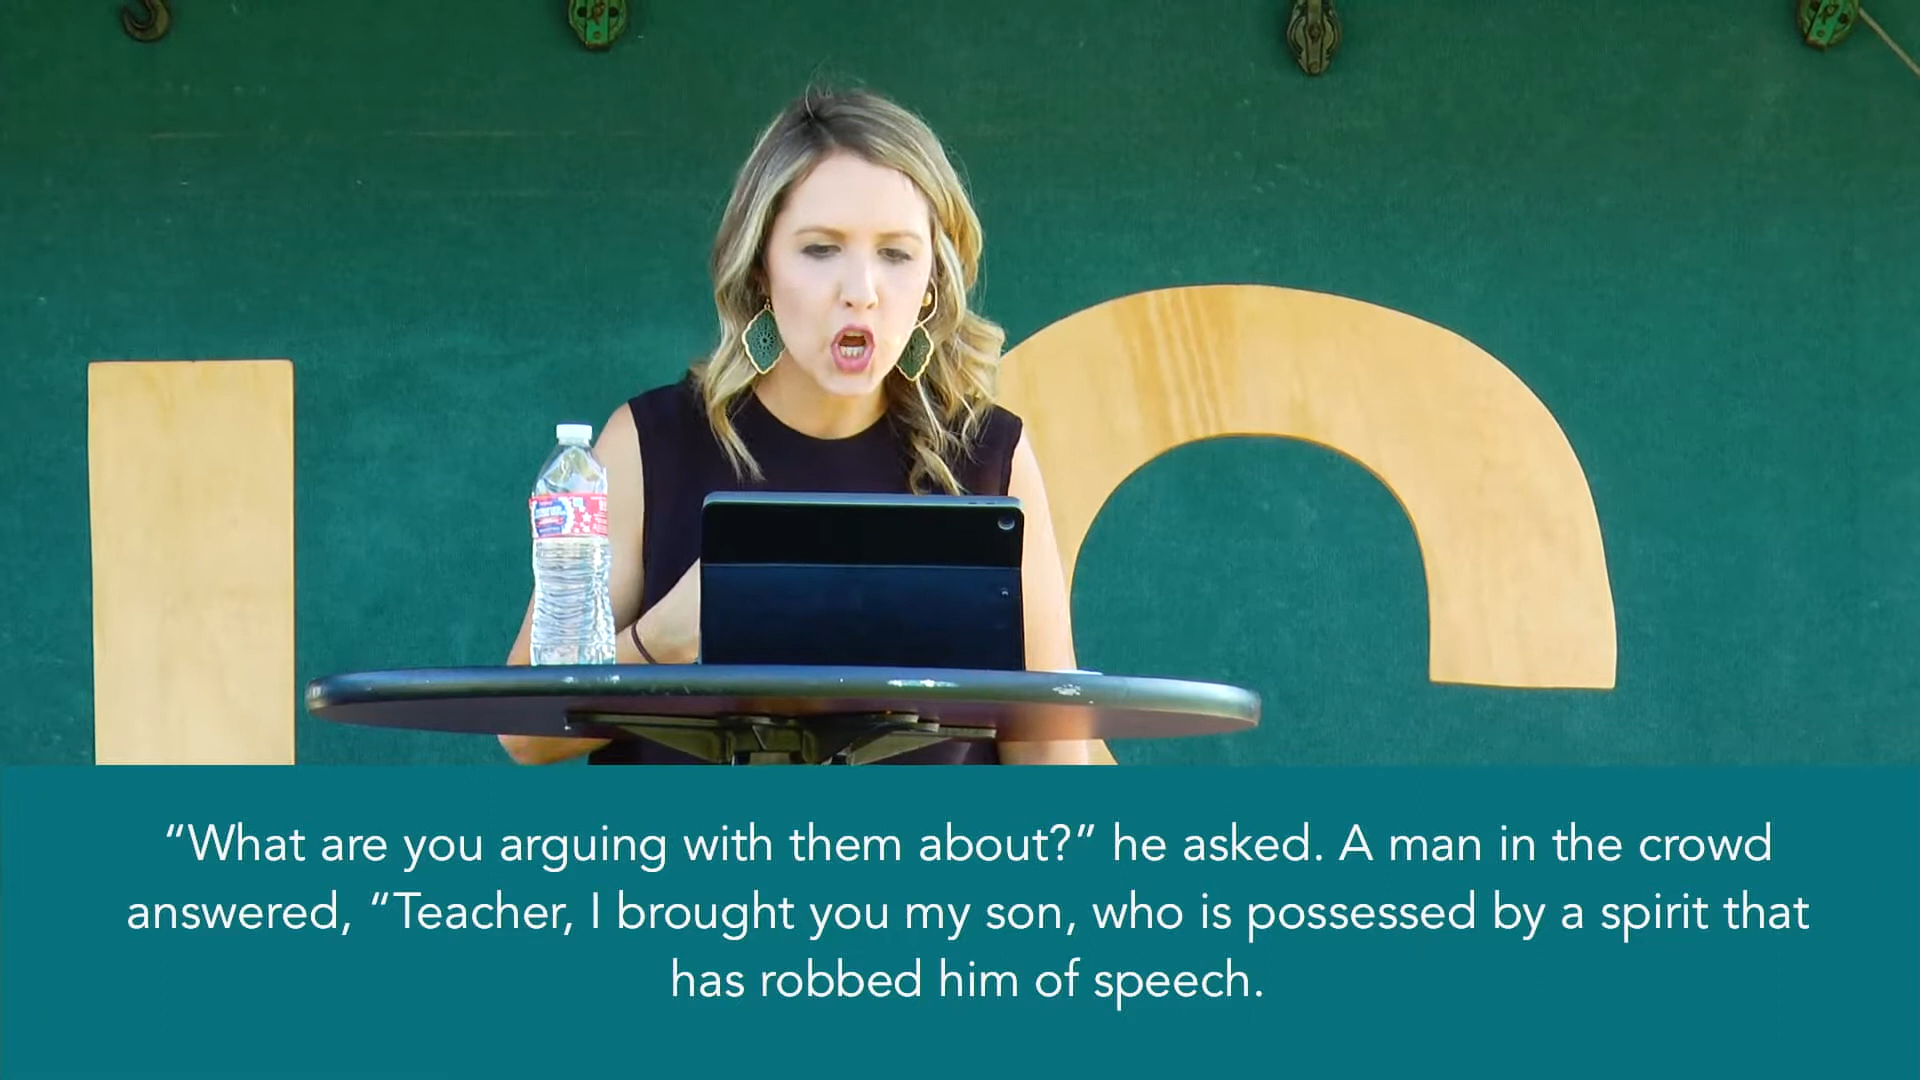 “What are you arguing with them about?” he asked. A man in the crowd
answered, “Teacher, I brought you my son, who is possessed by a spirit that
has robbed him of speech.